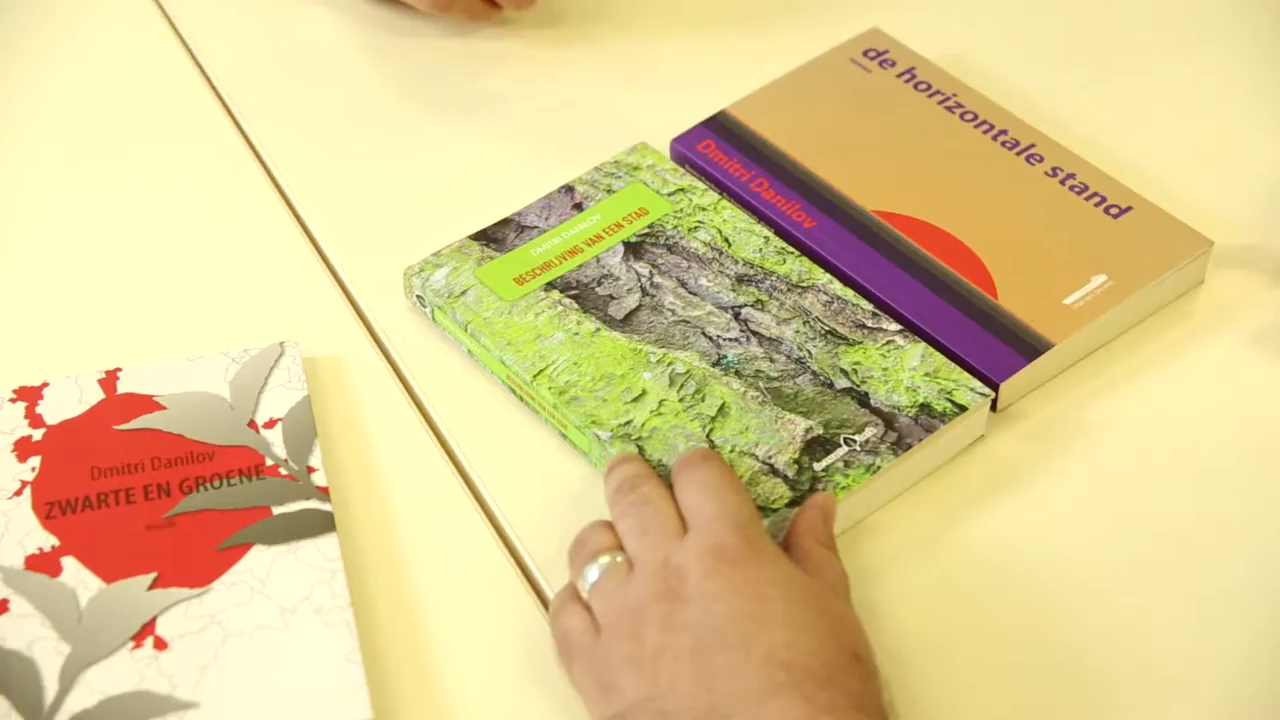 de horizontale stand
Dmitri Danilov
DMITRI DANILOV
BESCHRIJVING VAN EEN STAD
Dmitri Danilov
ZWARTE EN GROENE